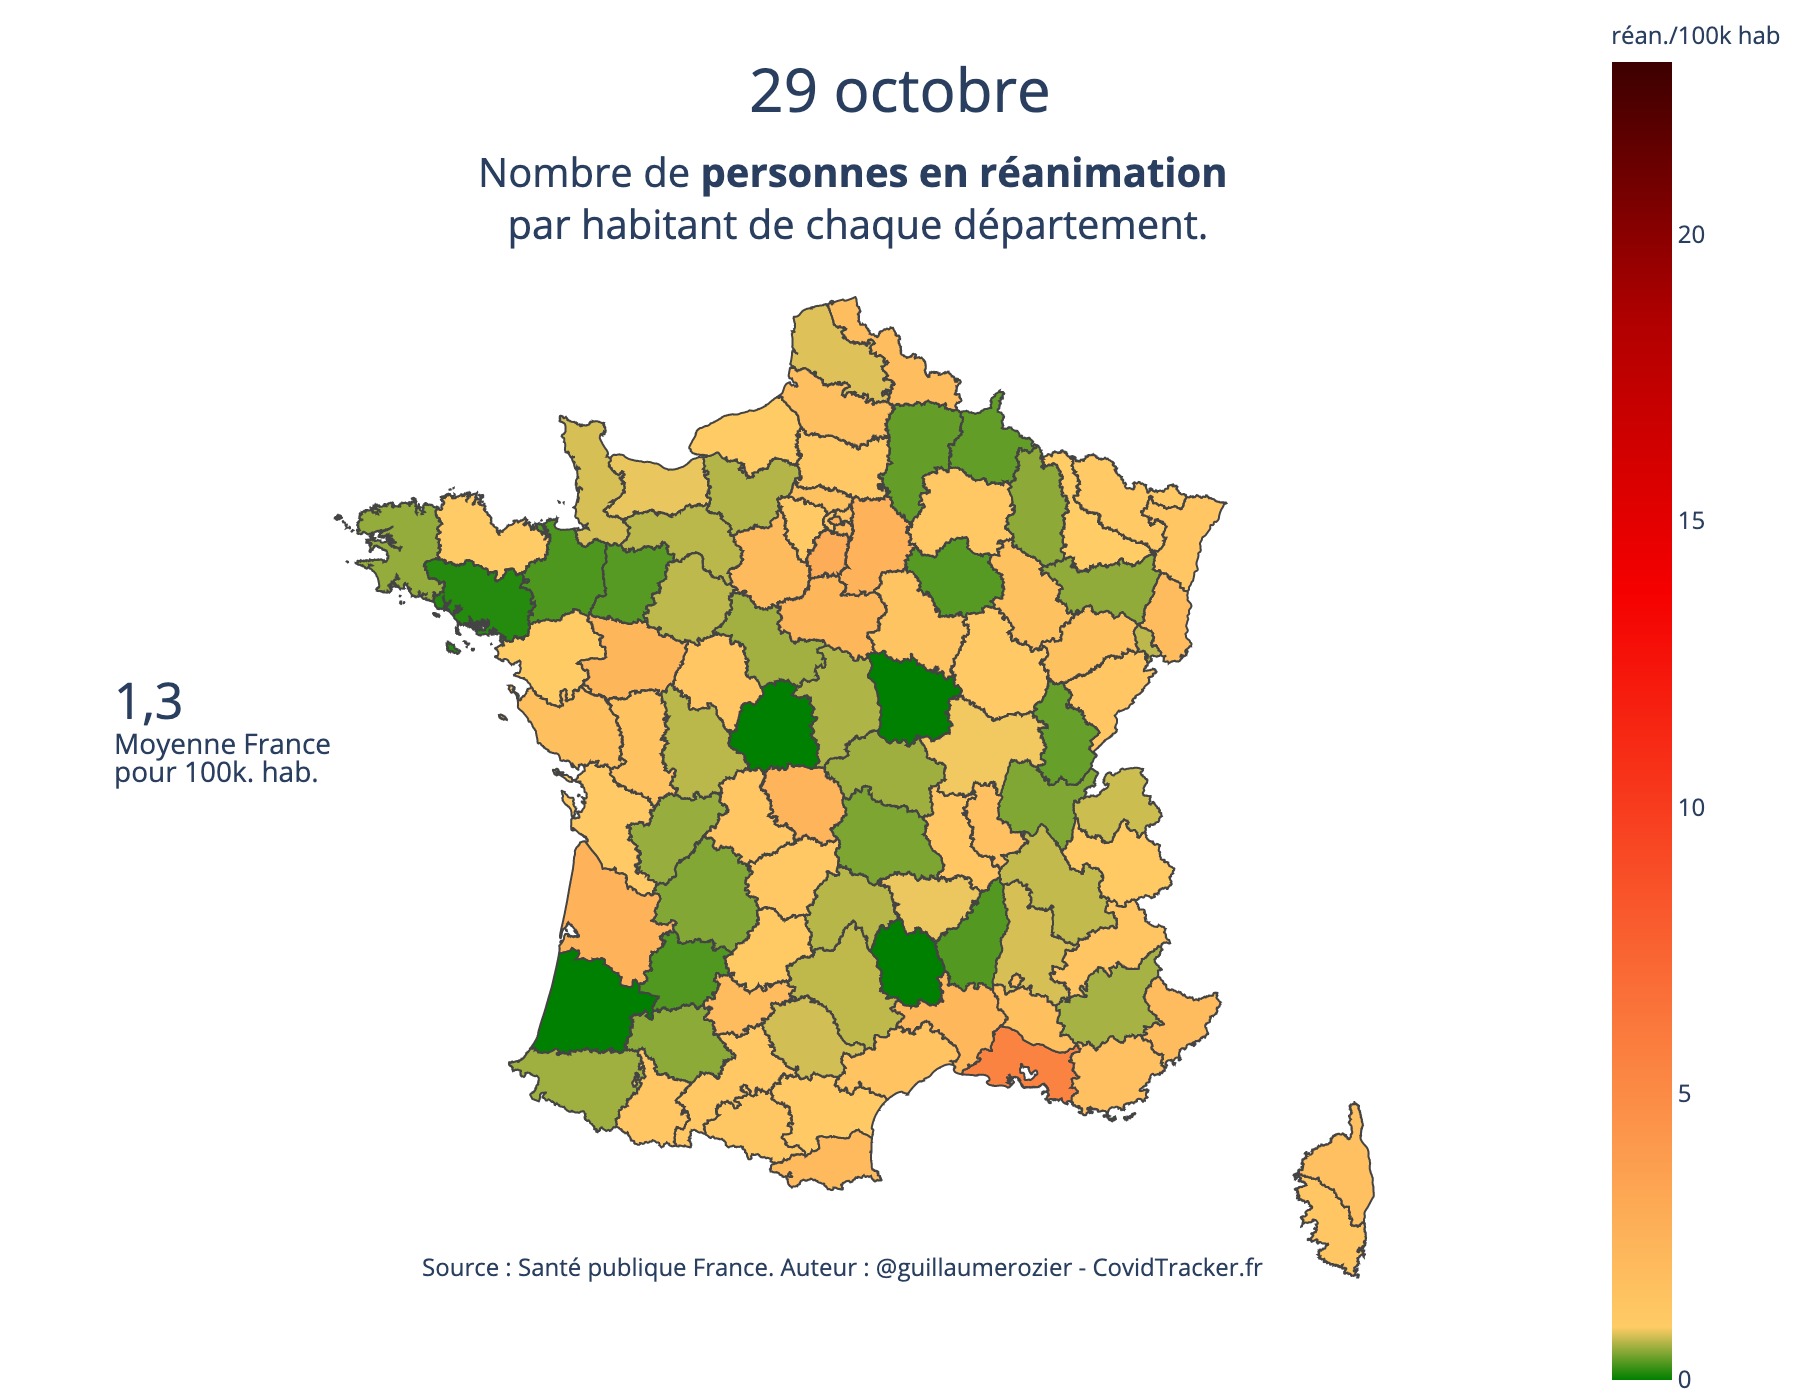 réan./100k hab
29 octobre
Nombre de personnes en réanimation
par habitant de chaque département.
20
15
1,3
Moyenne France
pour 100k. hab.
10
5
Source : Santé publique France. Auteur : @guillaumerozier - CovidTracker.fr
0